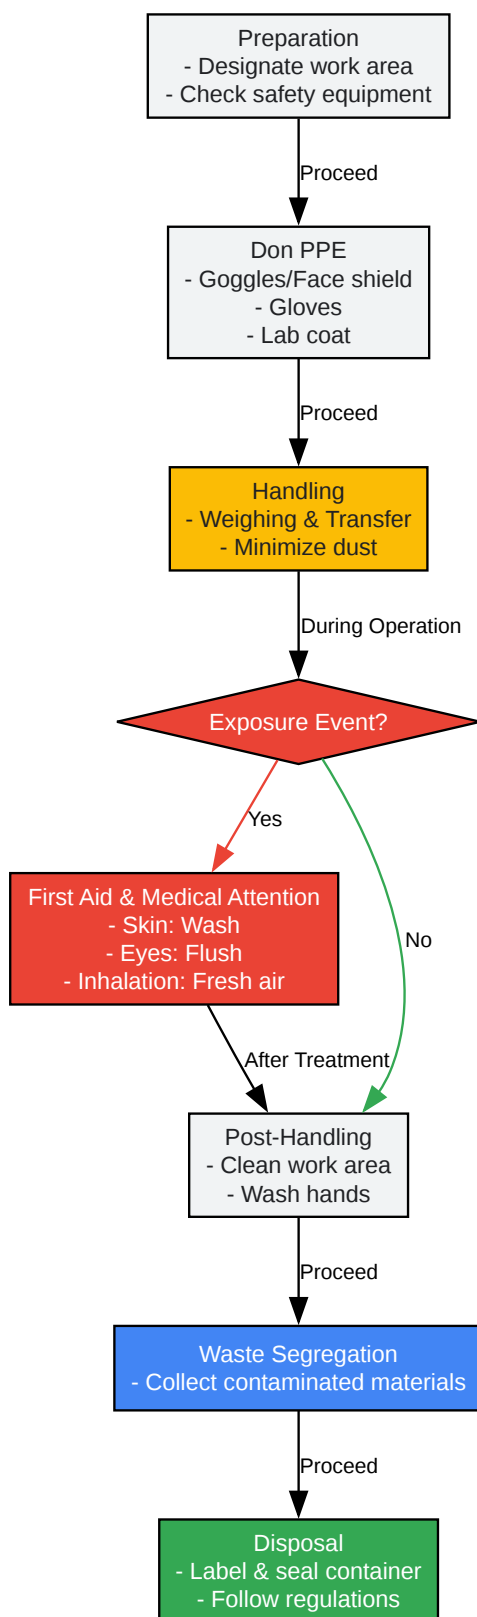 Preparation
- Designate work area
- Check safety equipment
Proceed
Don PPE
- Goggles/Face shield
- Gloves
- Lab coat
Proceed
Handling
- Weighing & Transfer
- Minimize dust
During Operation
Exposure Event?
Yes
First Aid & Medical Attention
- Skin: Wash
- Eyes: Flush
- Inhalation: Fresh air
No
After Treatment
Post-Handling
- Clean work area
- Wash hands
Proceed
Waste Segregation
- Collect contaminated materials
Proceed
Disposal
- Label & seal container
- Follow regulations